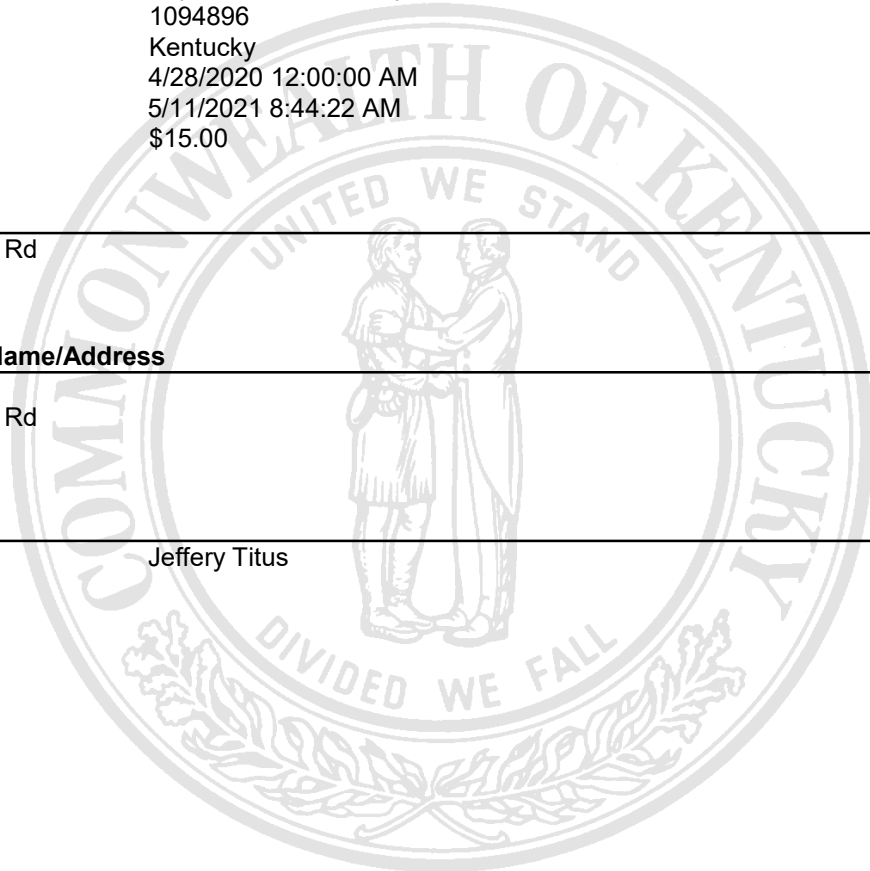 1094896
Kentucky
4/28/2020 12:00:00 AM
5/11/2021 8:44:22 AM
$15.00
Rd
Name/Address
Rd
Jeffery Titus
COMMONWEALTH OF KENTUCKY
UNITED WE STAND
DIVIDED WE FALL